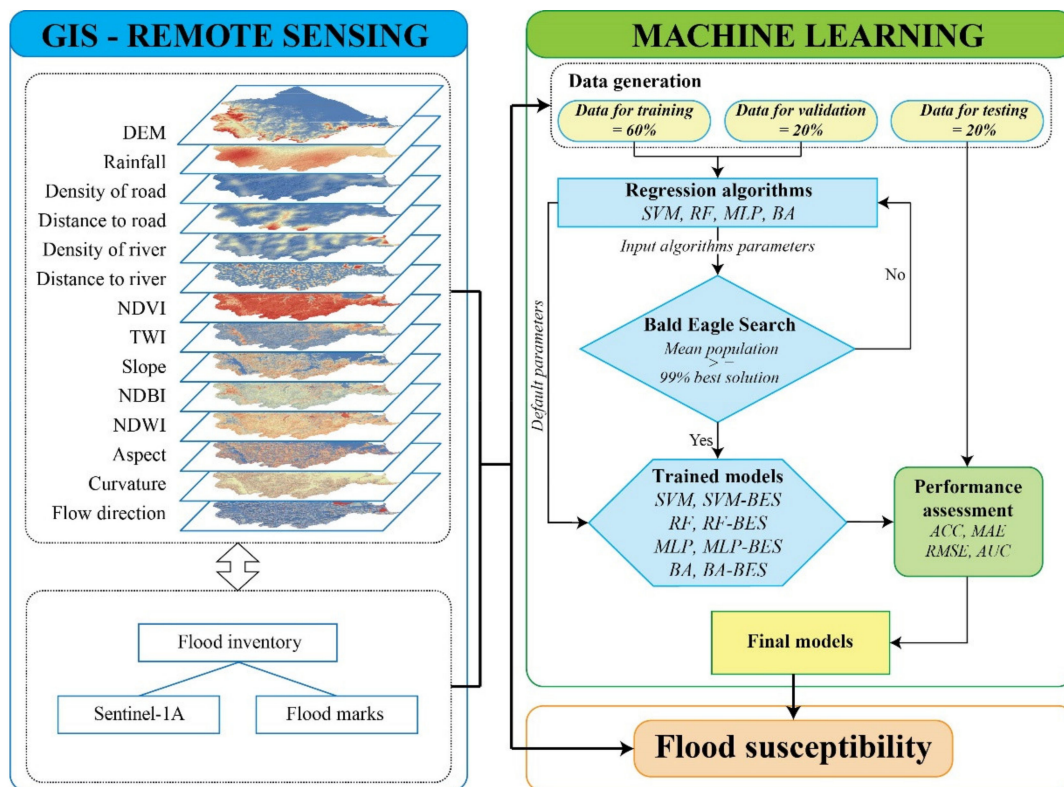 GIS - REMOTE SENSING
DEM
Rainfall
Density of road
Distance to road
Density of river
Distance to river
NDVI
TWI
Slope
NDBI
NDWI
Aspect
Curvature
Flow direction
Flood inventory
Sentinel-1A
Flood marks
MACHINE LEARNING
Data generation
Data for training
= 60%
Data for validation
= 20%
Data for testing
= 20%
Regression algorithms
SVM, RF, MLP, BA
Input algorithms parameters
No
Default parameters
Bald Eagle Search
Mean population
> –
99% best solution
Yes
Trained models
SVM, SVM-BES
RF, RF-BES
MLP, MLP-BES
BA, BA-BES
Performance
assessment
ACC, MAE
RMSE, AUC
Final models
Flood susceptibility